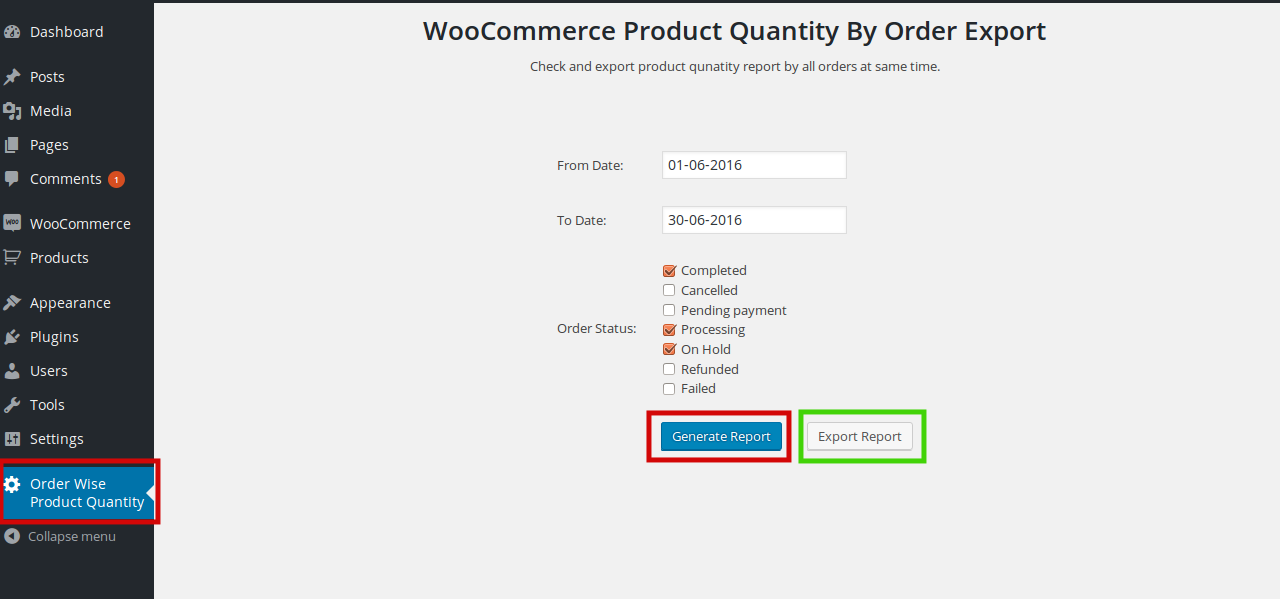 Dashboard
Posts
Media
Pages
Comments 1
WooCommerce
Products
Appearance
Plugins
Users
Tools
Settings
Order Wise
Product Quantity
Collapse menu
WooCommerce Product Quantity By Order Export
Check and export product qunatity report by all orders at same time.
From Date: 01-06-2016
To Date: 30-06-2016
Order Status:
Completed
Cancelled
Pending payment
Processing
On Hold
Refunded
Failed
Generate Report Export Report